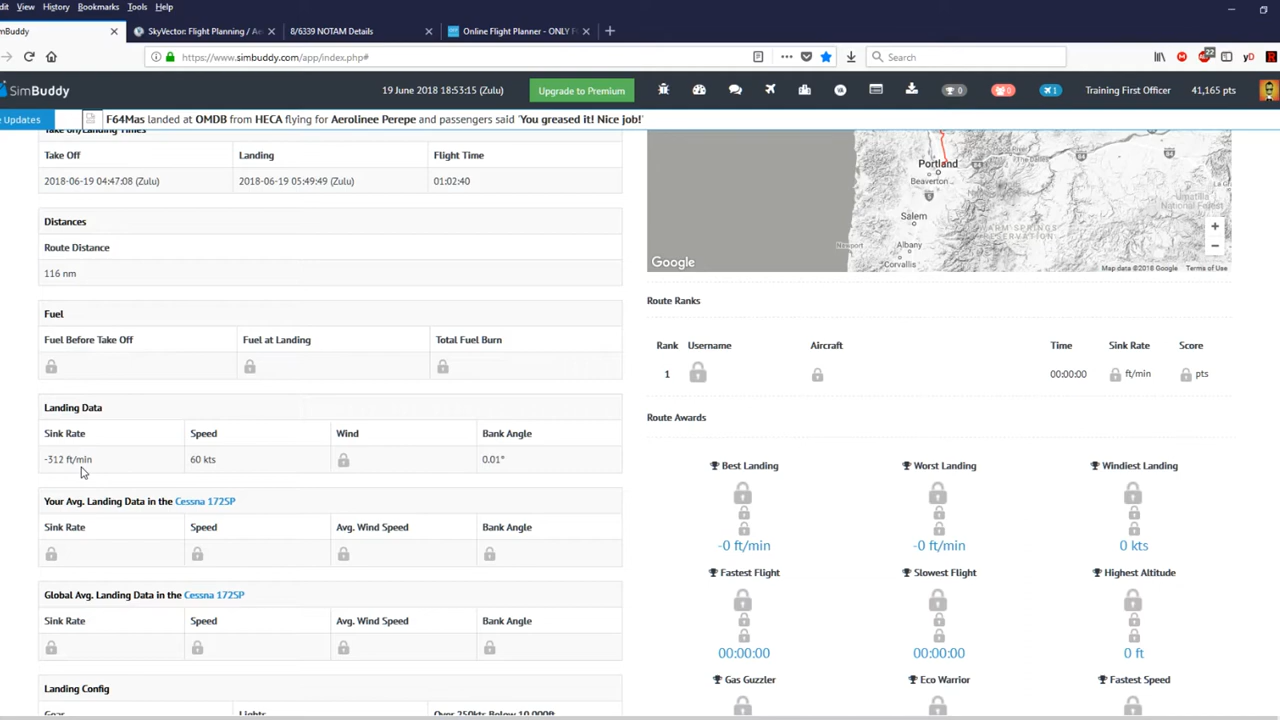 View History Bookmarks Tools Help
SkyVector: Flight Planning / Ae
8/6339 NOTAM Details
Online Flight Planner - ONLY F
https://www.simbuddy.com/app/index.php#
Search
22
SimBuddy
19 June 2018 18:53:15 (Zulu)
Upgrade to Premium
0
0
1
Training First Officer
41,165 pts
e Updates
F64Mas landed at OMDB from HECA flying for Aerolinee Perepe and passengers said 'You greased it! Nice job!'
Take Off/Landing Times
Take Off Landing Flight Time
2018-06-19 04:47:08 (Zulu) 2018-06-19 05:49:49 (Zulu) 01:02:40
Distances
Route Distance
116 nm
Fuel
Fuel Before Take Off Fuel at Landing Total Fuel Burn
Landing Data
Sink Rate Speed Wind Bank Angle
-312 ft/min 60 kts 0.01°
Your Avg. Landing Data in the Cessna 172SP
Sink Rate Speed Avg. Wind Speed Bank Angle
Global Avg. Landing Data in the Cessna 172SP
Sink Rate Speed Avg. Wind Speed Bank Angle
Landing Config
Gear Lights Over 250kts Below 10,000ft
Portland
Beaverton
Salem
Albany
Corvallis
Newport
WARM SPRINGS
RESERVATION
Umatilla
National Forest
Google
Map data ©2018 Google Terms of Use
Route Ranks
Rank Username Aircraft Time Sink Rate Score
1 00:00:00 ft/min pts
Route Awards
Best Landing Worst Landing Windiest Landing
-0 ft/min -0 ft/min 0 kts
Fastest Flight Slowest Flight Highest Altitude
00:00:00 00:00:00 0 ft
Gas Guzzler Eco Warrior Fastest Speed